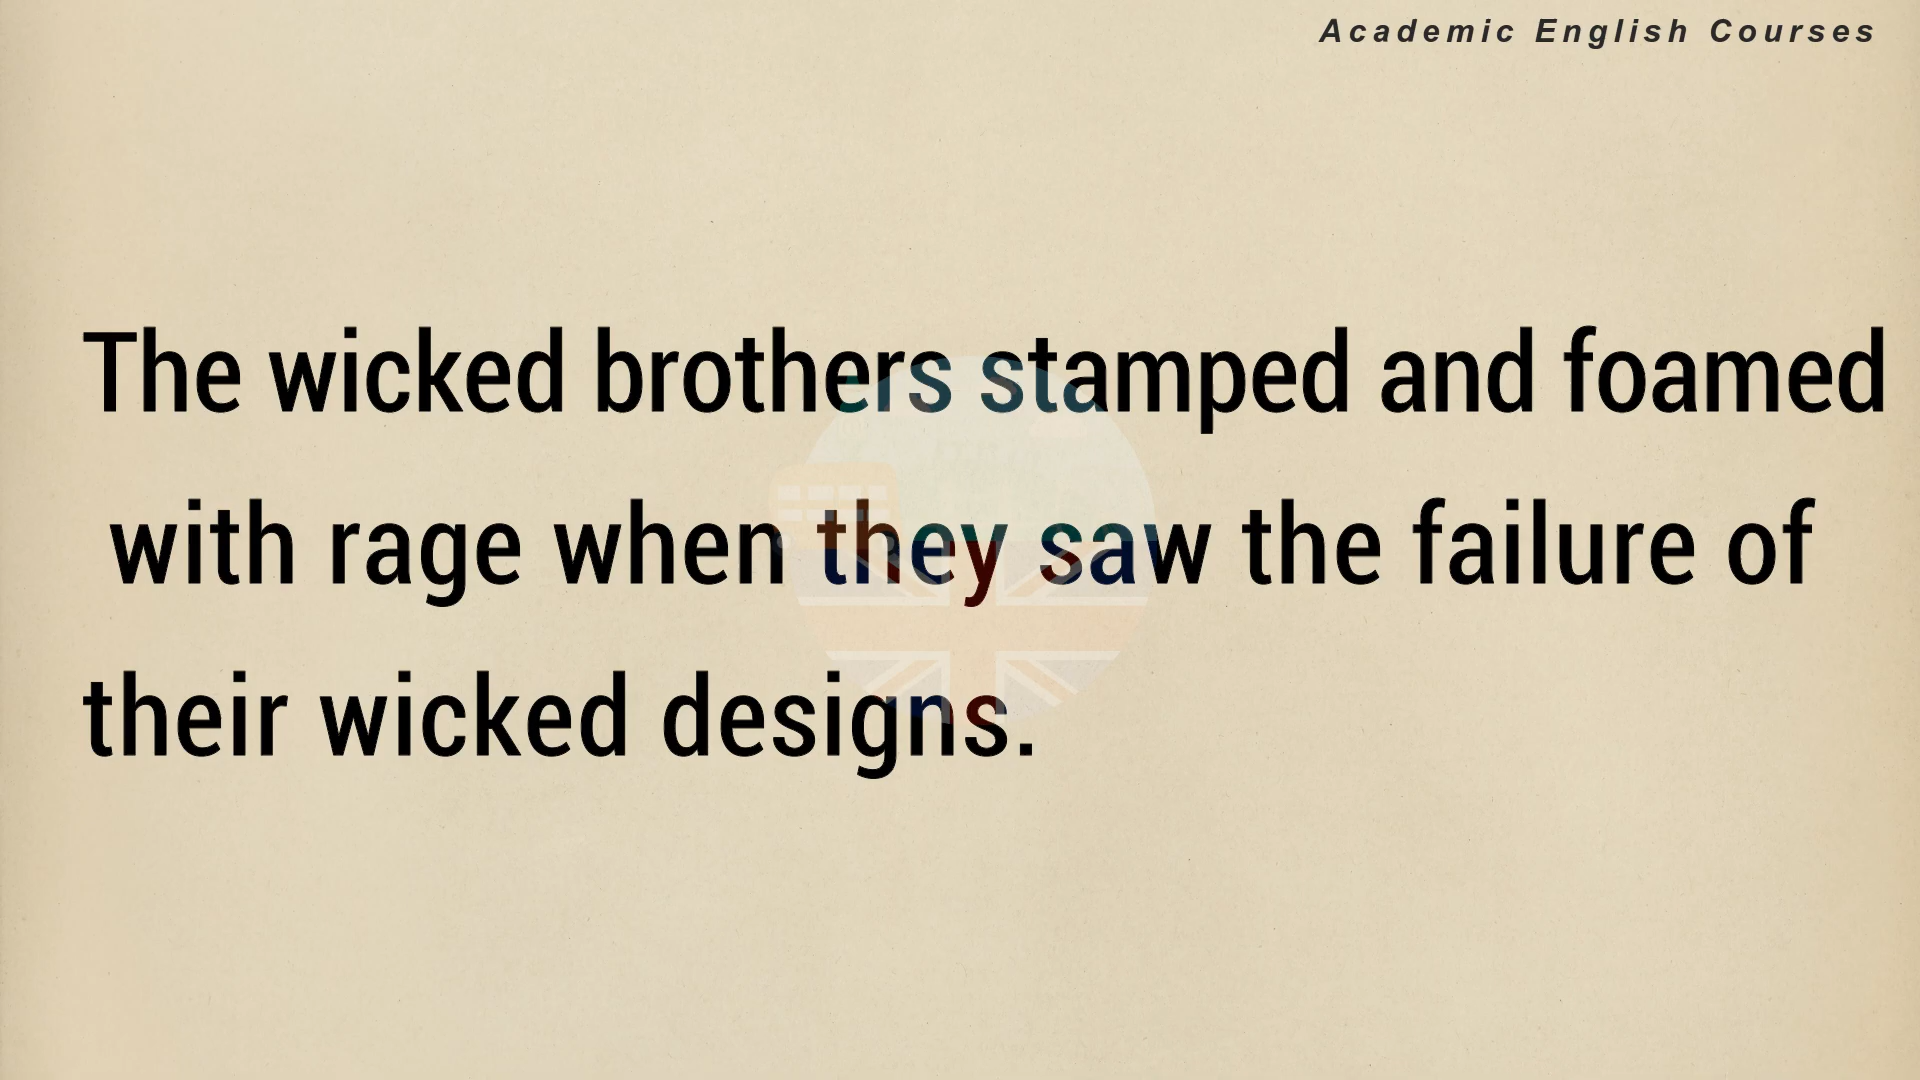 Academic English Courses
The wicked brothers stamped and foamed
with rage when they saw the failure of
their wicked designs.